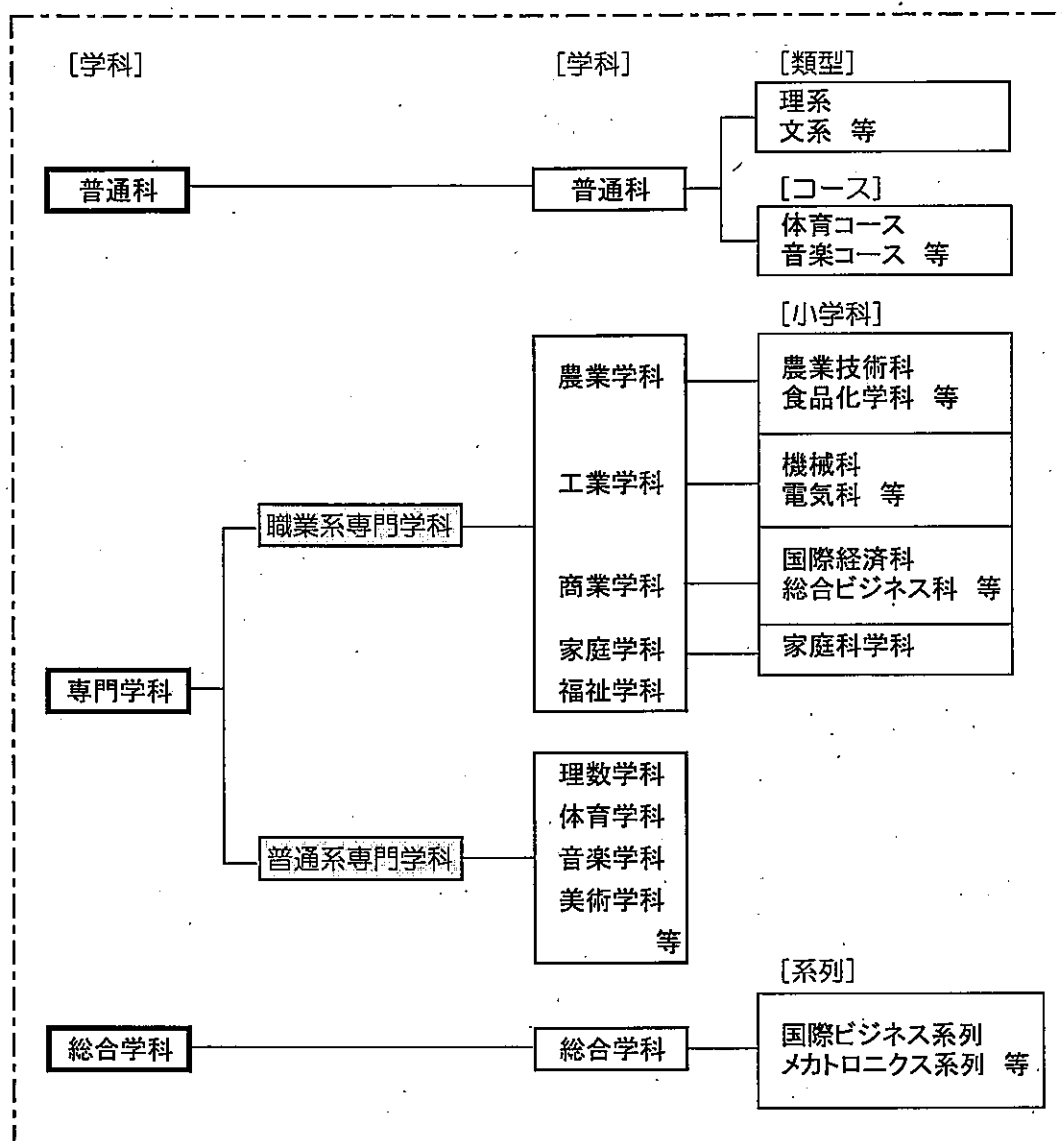 [学科]
[学科]
[類型]
理系
文系 等
普通科
普通科
[コース]
体育コース
音楽コース 等
[小学科]
農業学科
農業技術科
食品化学科 等
工業学科
機械科
電気科 等
職業系専門学科
商業学科
国際経済科
総合ビジネス科 等
家庭学科
家庭科学科
専門学科
福祉学科
理数学科
体育学科
普通系専門学科
音楽学科
美術学科
等
[系列]
総合学科
総合学科
国際ビジネス系列
メカトロニクス系列 等